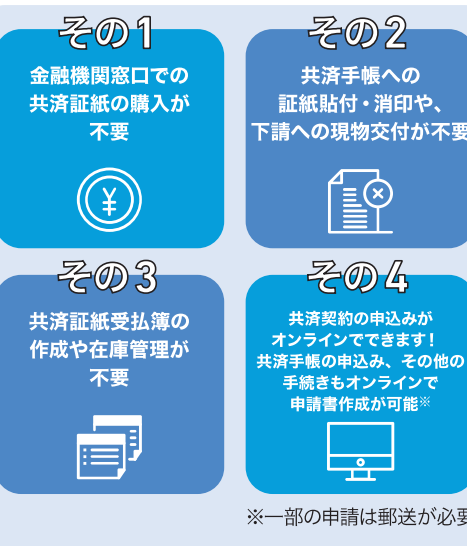 その1
金融機関窓口での
共済証紙の購入が
不要
その2
共済手帳への
証紙貼付・消印や、
下請への現物交付が不要
その3
共済証紙受払簿の
作成や在庫管理が
不要
その4
共済契約の申込みが
オンラインでできます!
共済手帳の申込み、その他の
手続きもオンラインで
申請書作成が可能※
※一部の申請は郵送が必要